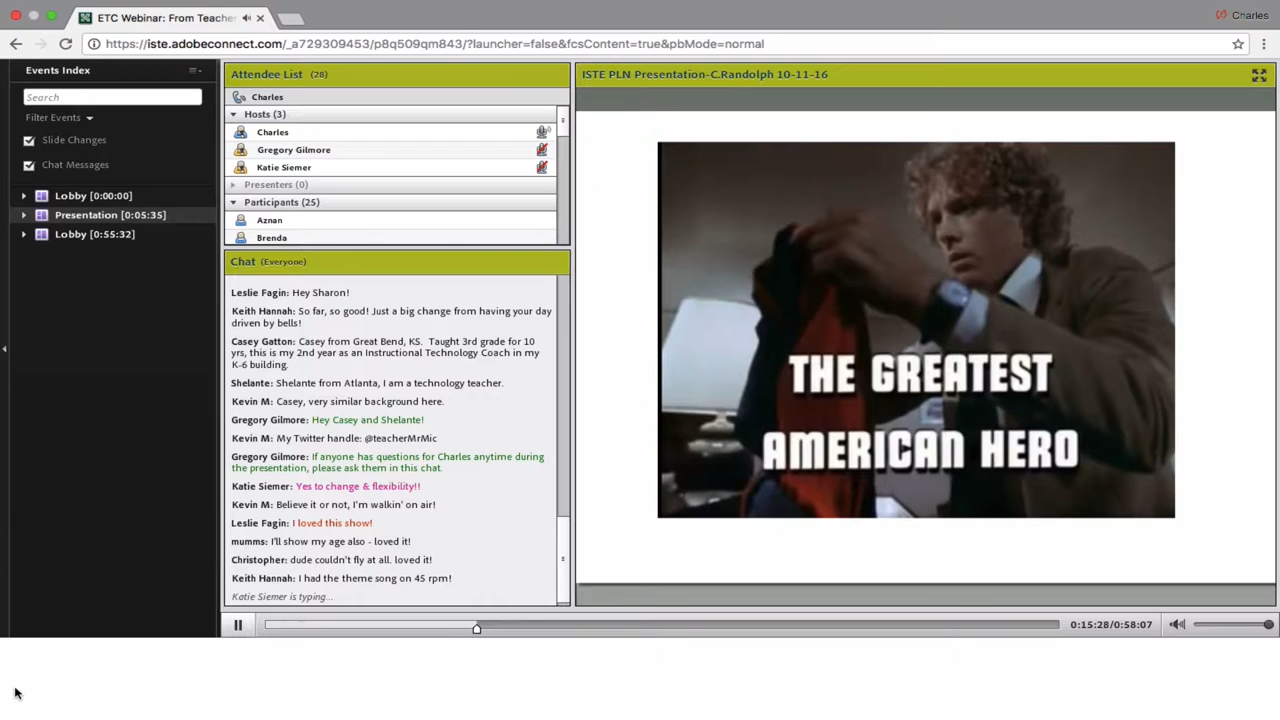 ETC Webinar: From Teacher
Charles
https://iste.adobeconnect.com/_a729309453/p8q509qm843/?launcher=false&fcsContent=true&pbMode=normal
Events Index
Search
Filter Events
Slide Changes
Chat Messages
Lobby [0:00:00]
Presentation [0:05:35]
Lobby [0:55:32]
Attendee List (28)
Charles
Hosts (3)
Charles
Gregory Gilmore
Katie Siemer
Presenters (0)
Participants (25)
Aznan
Brenda
Chat (Everyone)
Leslie Fagin: Hey Sharon!
Keith Hannah: So far, so good! Just a big change from having your day
driven by bells!
Casey Gatton: Casey from Great Bend, KS. Taught 3rd grade for 10
yrs, this is my 2nd year as an Instructional Technology Coach in my
K-6 building.
Shelante: Shelante from Atlanta, I am a technology teacher.
Kevin M: Casey, very similar background here.
Gregory Gilmore: Hey Casey and Shelante!
Kevin M: My Twitter handle: @teacherMrMic
Gregory Gilmore: If anyone has questions for Charles anytime during
the presentation, please ask them in this chat.
Katie Siemer: Yes to change & flexibility!!
Kevin M: Believe it or not, I'm walkin' on air!
Leslie Fagin: I loved this show!
mumms: I'll show my age also - loved it!
Christopher: dude couldn't fly at all. loved it!
Keith Hannah: I had the theme song on 45 rpm!
Katie Siemer is typing...
ISTE PLN Presentation-C.Randolph 10-11-16
THE GREATEST
AMERICAN HERO
0:15:28/0:58:07